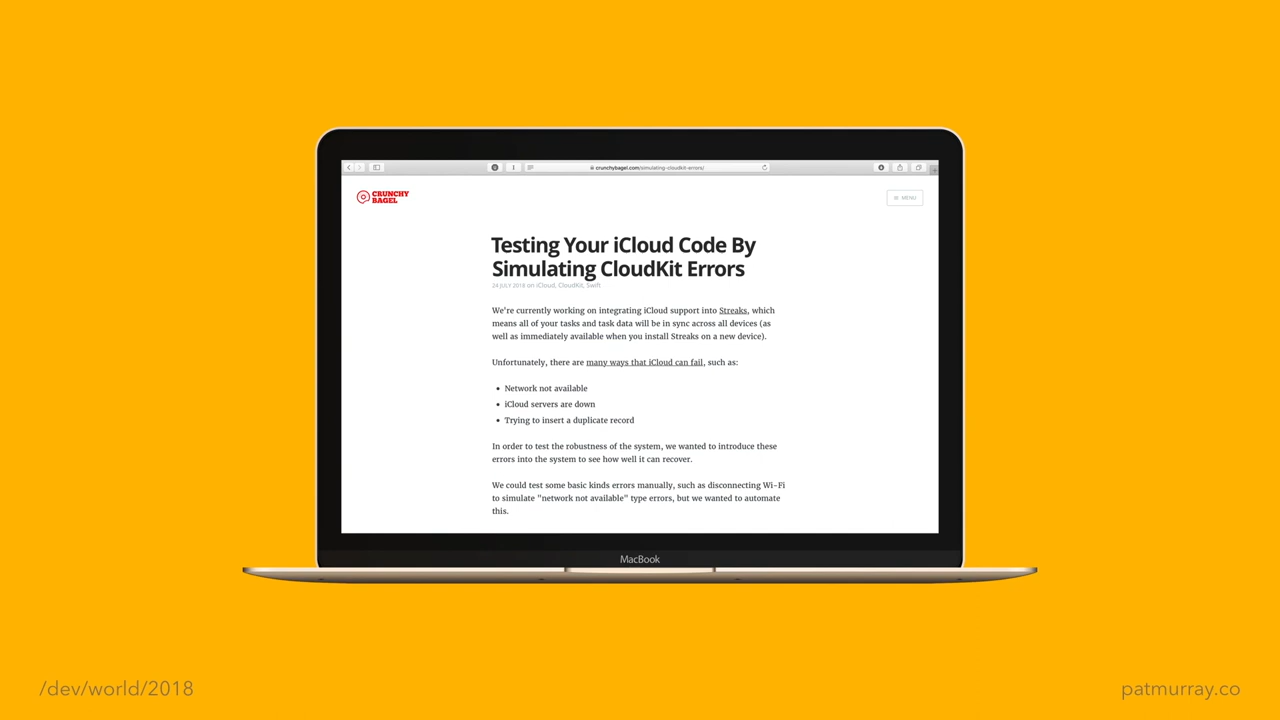 crunchybagel.com/simulating-cloudkit-errors/
CRUNCHY
BAGEL
MENU
Testing Your iCloud Code By
Simulating CloudKit Errors
24 JULY 2018 on iCloud, CloudKit, Swift
We're currently working on integrating iCloud support into Streaks, which
means all of your tasks and task data will be in sync across all devices (as
well as immediately available when you install Streaks on a new device).
Unfortunately, there are many ways that iCloud can fail, such as:
• Network not available
• iCloud servers are down
• Trying to insert a duplicate record
In order to test the robustness of the system, we wanted to introduce these
errors into the system to see how well it can recover.
We could test some basic kinds errors manually, such as disconnecting Wi-Fi
to simulate "network not available" type errors, but we wanted to automate
this.
MacBook
/dev/world/2018
patmurray.co